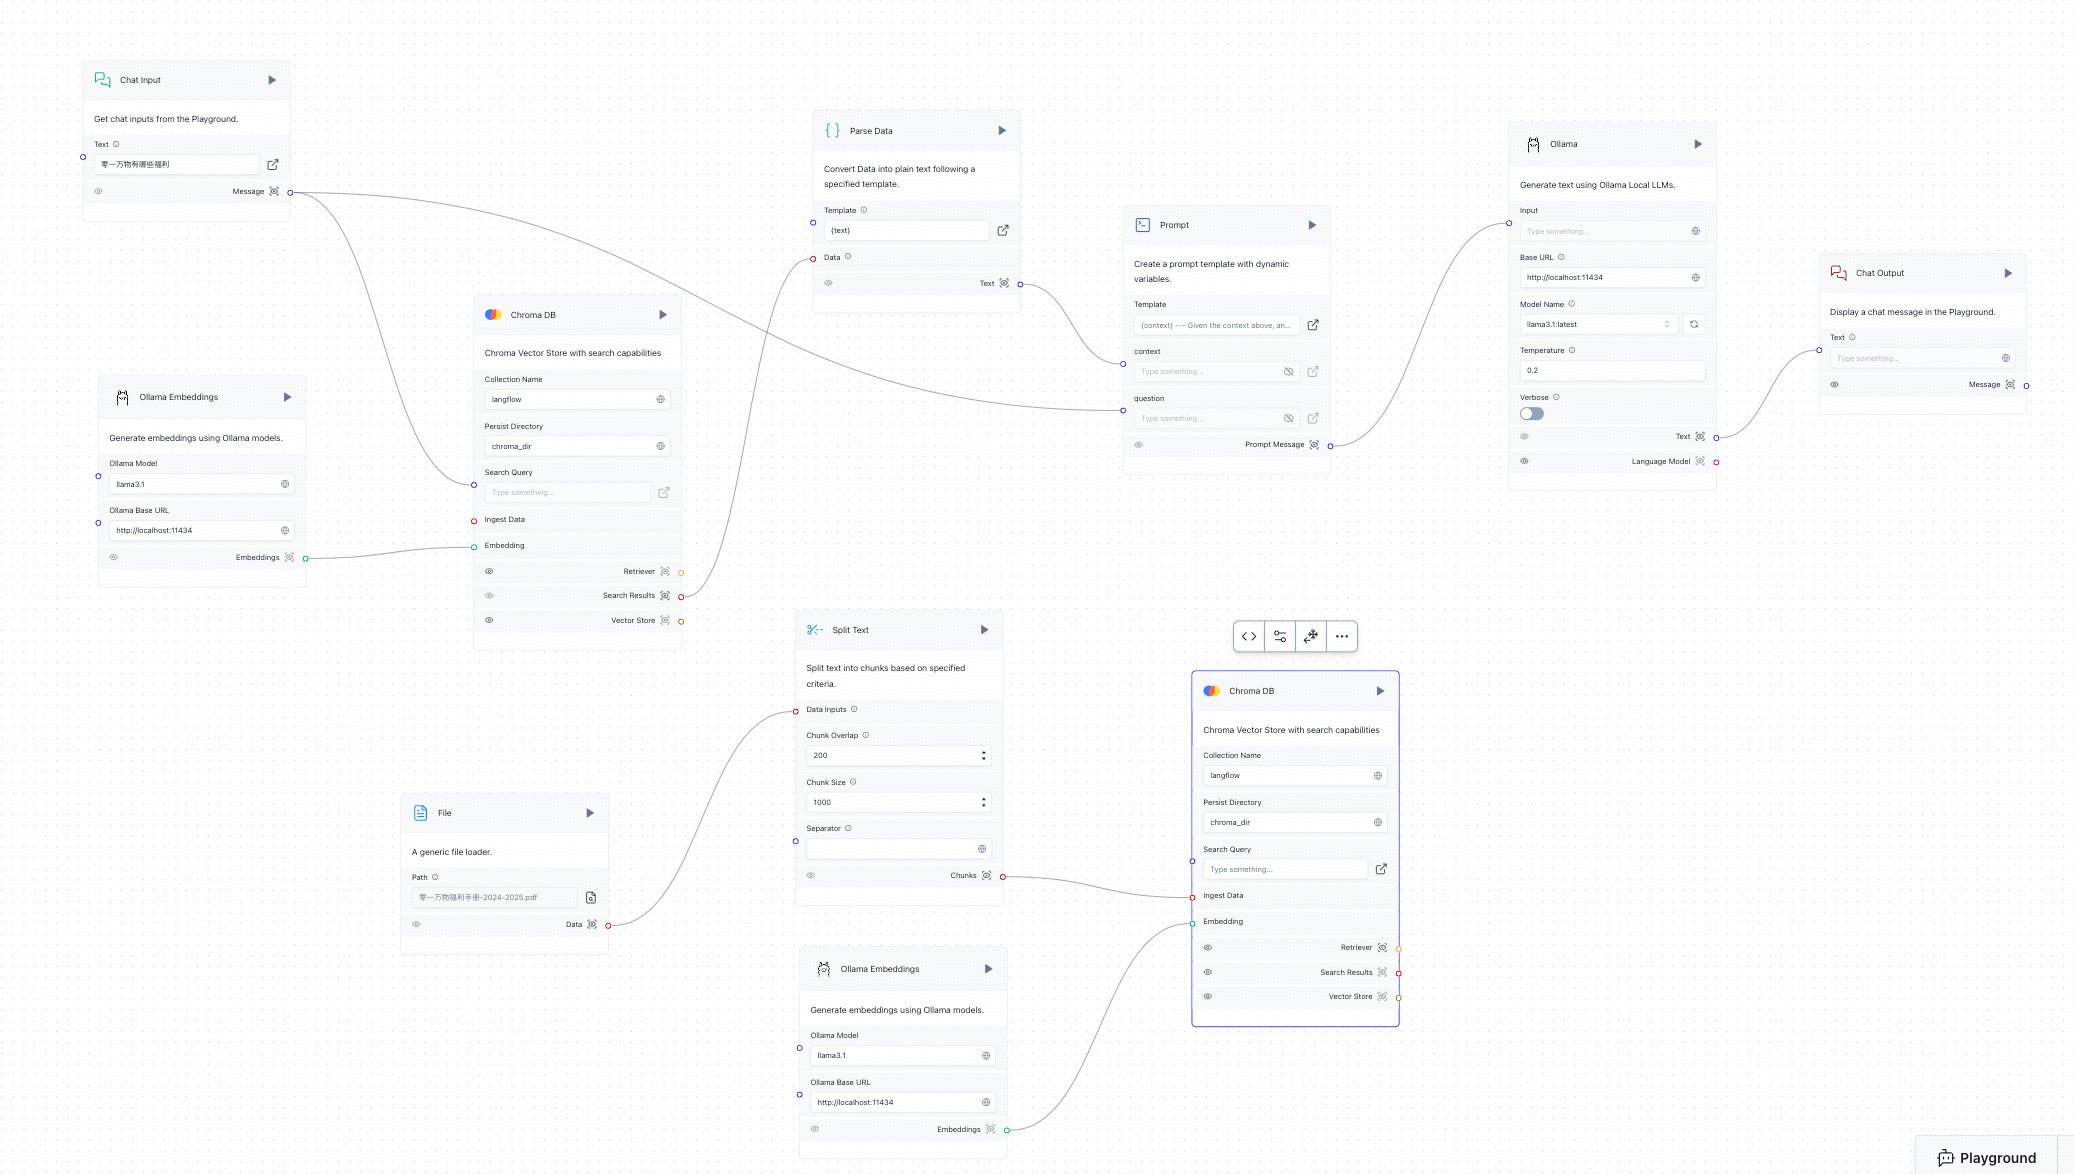 Chat Input
Get chat inputs from the Playground.
Text
零一万物有哪些福利
Message
Ollama Embeddings
Generate embeddings using Ollama models.
Ollama Model
llama3.1
Ollama Base URL
http://localhost:11434
Embeddings
Chroma DB
Chroma Vector Store with search capabilities
Collection Name
langflow
Persist Directory
chroma_dir
Search Query
Type something...
Ingest Data
Embedding
Retriever
Search Results
Vector Store
Parse Data
Convert Data into plain text following a
specified template.
Template
{text}
Data
Text
Prompt
Create a prompt template with dynamic
variables.
Template
{context} --- Given the context above, an...
context
Type something...
question
Type something...
Prompt Message
Ollama
Generate text using Ollama Local LLMs.
Input
Type something...
Base URL
http://localhost:11434
Model Name
llama3.1:latest
Temperature
0.2
Verbose
Text
Language Model
Chat Output
Display a chat message in the Playground.
Text
Type something...
Message
File
A generic file loader.
Path
零一万物福利手册-2024-2025.pdf
Data
Split Text
Split text into chunks based on specified
criteria.
Data Inputs
Chunk Overlap
200
Chunk Size
1000
Separator
Chunks
Ollama Embeddings
Generate embeddings using Ollama models.
Ollama Model
llama3.1
Ollama Base URL
http://localhost:11434
Embeddings
Chroma DB
Chroma Vector Store with search capabilities
Collection Name
langflow
Persist Directory
chroma_dir
Search Query
Type something...
Ingest Data
Embedding
Retriever
Search Results
Vector Store
Playground